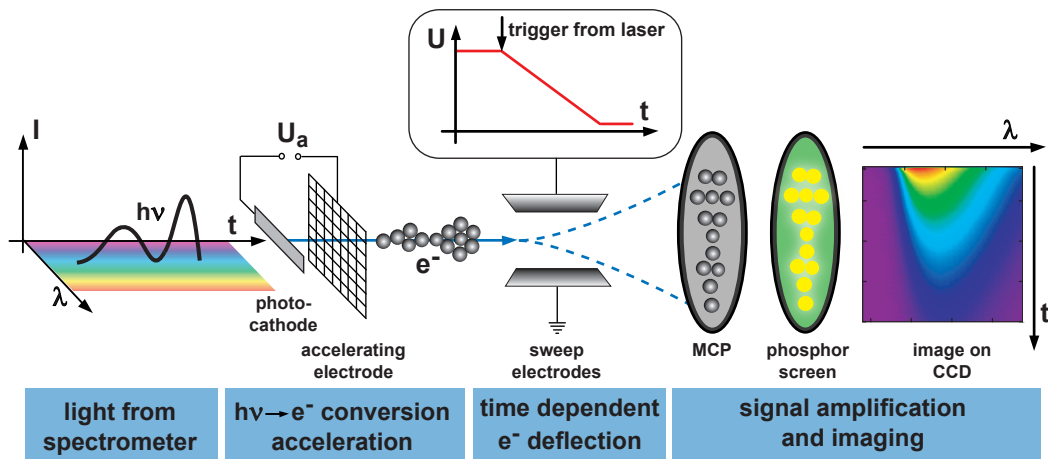 trigger from laser
U
t
I
hν
t
λ
U_a
photo-
cathode
accelerating
electrode
e⁻
sweep
electrodes
MCP
phosphor
screen
λ
t
image on
CCD
light from
spectrometer
hν→e⁻ conversion
acceleration
time dependent
e⁻ deflection
signal amplification
and imaging